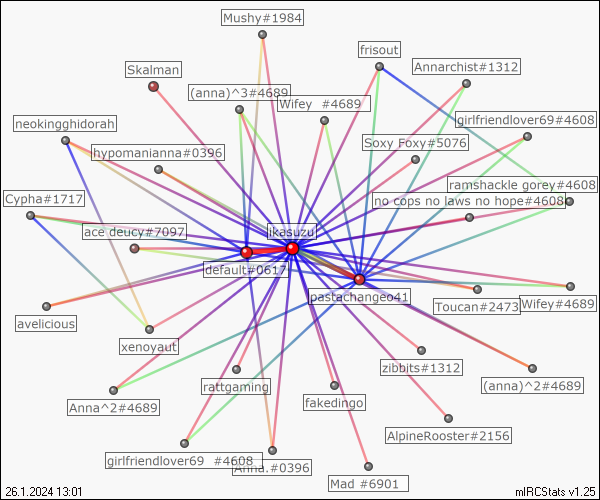 Mushy#1984
frisout
Annarchist#1312
Skalman
(anna)^3#4689
Wifey  #4689
girlfriendlover69#4608
neokingghidorah
Soxy Foxy#5076
hypomanianna#0396
ramshackle gorey#4608
Cypha#1717
no cops no laws no hope#4608
ace deucy#7097
ikasuzu
default#0617
pastachangeo41
Toucan#2473
Wifey#4689
avelicious
xenoyaut
zibbits#1312
rattgaming
(anna)^2#4689
Anna^2#4689
fakedingo
AlpineRooster#2156
girlfriendlover69  #4608
Anna.#0396
Mad #6901
26.1.2024 13:01
mIRCStats v1.25